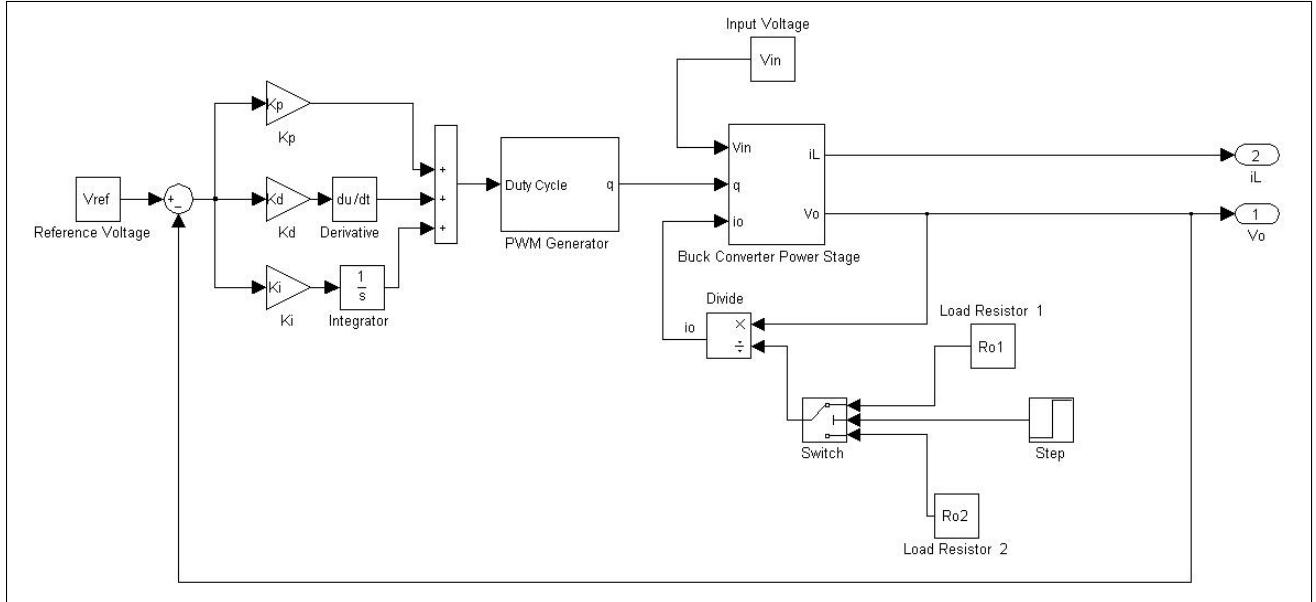 Input Voltage
Vin
Kp
Kp
Vref
Reference Voltage
+
−
Kd
Kd
du/dt
Derivative
Ki
Ki
1
s
Integrator
+
+
+
Duty Cycle
q
PWM Generator
Vin
q
io
iL
Vo
Buck Converter Power Stage
2
iL
1
Vo
Divide
io
×
÷
Load Resistor 1
Ro1
Switch
Step
Ro2
Load Resistor 2